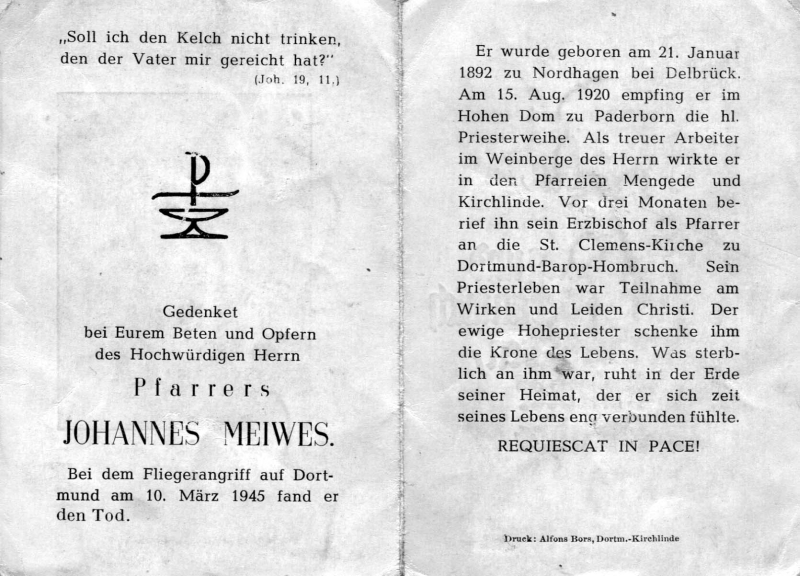 „Soll ich den Kelch nicht trinken,
den der Vater mir gereicht hat?"
(Joh. 19, 11.)
Gedenket
bei Eurem Beten und Opfern
des Hochwürdigen Herrn
Pfarrers
JOHANNES MEIWES.
Bei dem Fliegerangriff auf Dort-
mund am 10. März 1945 fand er
den Tod.
Er wurde geboren am 21. Januar
1892 zu Nordhagen bei Delbrück.
Am 15. Aug. 1920 empfing er im
Hohen Dom zu Paderborn die hl.
Priesterweihe. Als treuer Arbeiter
im Weinberge des Herrn wirkte er
in den Pfarreien Mengede und
Kirchlinde. Vor drei Monaten be-
rief ihn sein Erzbischof als Pfarrer
an die St. Clemens-Kirche zu
Dortmund-Barop-Hombruch. Sein
Priesterleben war Teilnahme am
Wirken und Leiden Christi. Der
ewige Hohepriester schenke ihm
die Krone des Lebens. Was sterb-
lich an ihm war, ruht in der Erde
seiner Heimat, der er sich zeit
seines Lebens eng verbunden fühlte.
REQUIESCAT IN PACE!
Druck: Alfons Bors, Dortm.-Kirchlinde